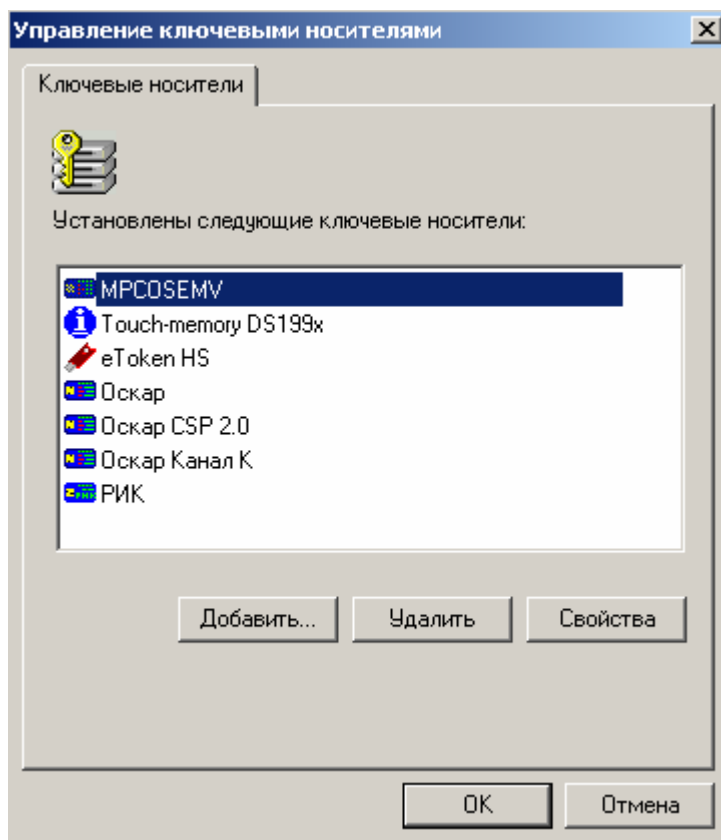 Управление ключевыми носителями
Ключевые носители
Установлены следующие ключевые носители:
MPCOSEMV
Touch-memory DS199x
eToken HS
Оскар
Оскар CSP 2.0
Оскар Канал К
РИК
Добавить... Удалить Свойства
OK Отмена